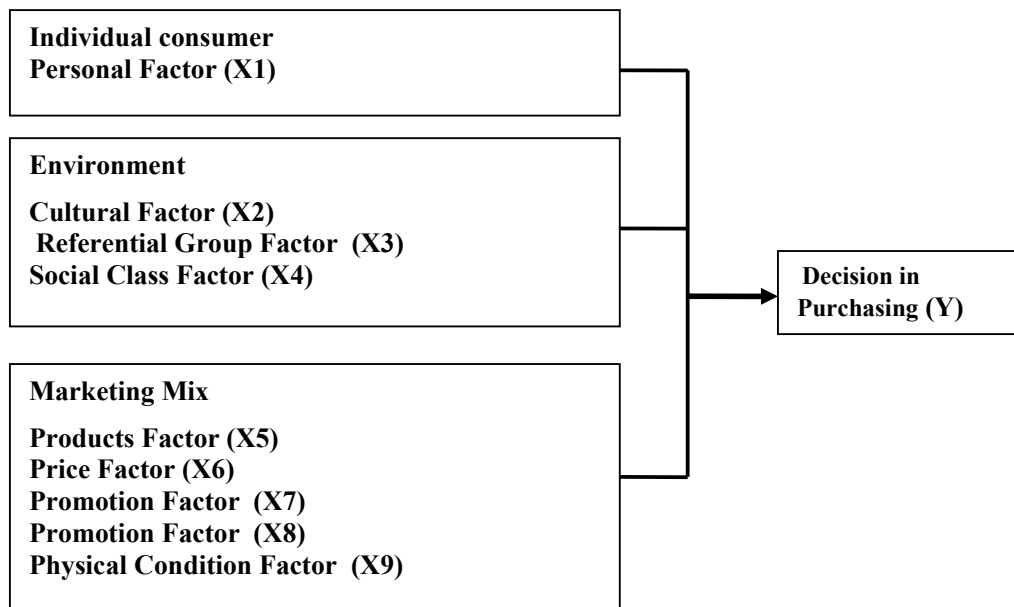 Individual consumer
Personal Factor (X1)
Environment
Cultural Factor (X2)
Referential Group Factor (X3)
Social Class Factor (X4)
Decision in
Purchasing (Y)
Marketing Mix
Products Factor (X5)
Price Factor (X6)
Promotion Factor (X7)
Promotion Factor (X8)
Physical Condition Factor (X9)